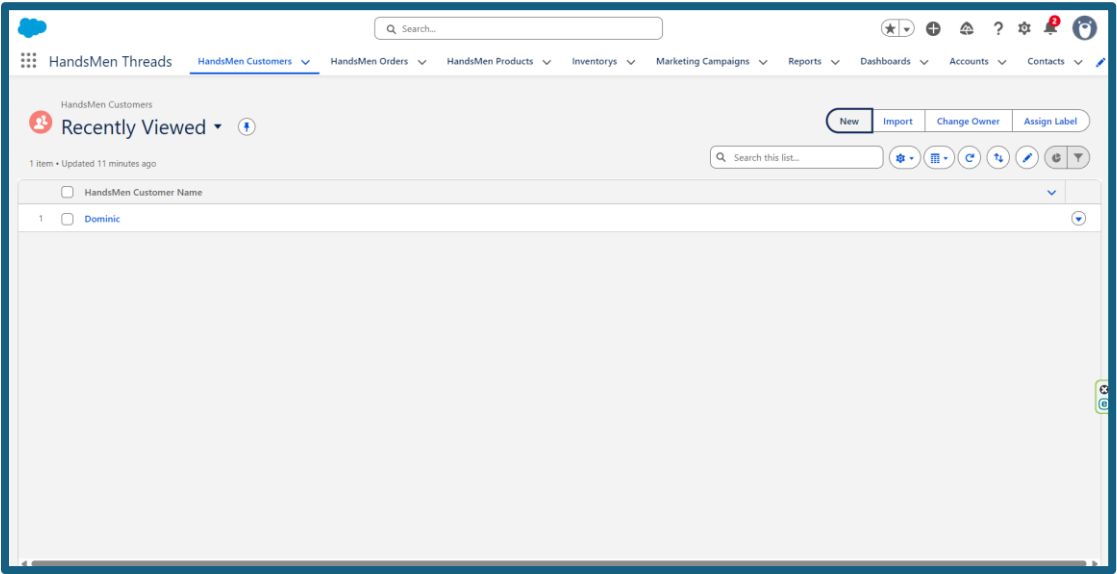 Search...
2
HandsMen Threads HandsMen Customers HandsMen Orders HandsMen Products Inventorys Marketing Campaigns Reports Dashboards Accounts Contacts
HandsMen Customers
Recently Viewed
New Import Change Owner Assign Label
1 item • Updated 11 minutes ago
Search this list...
HandsMen Customer Name
1 Dominic